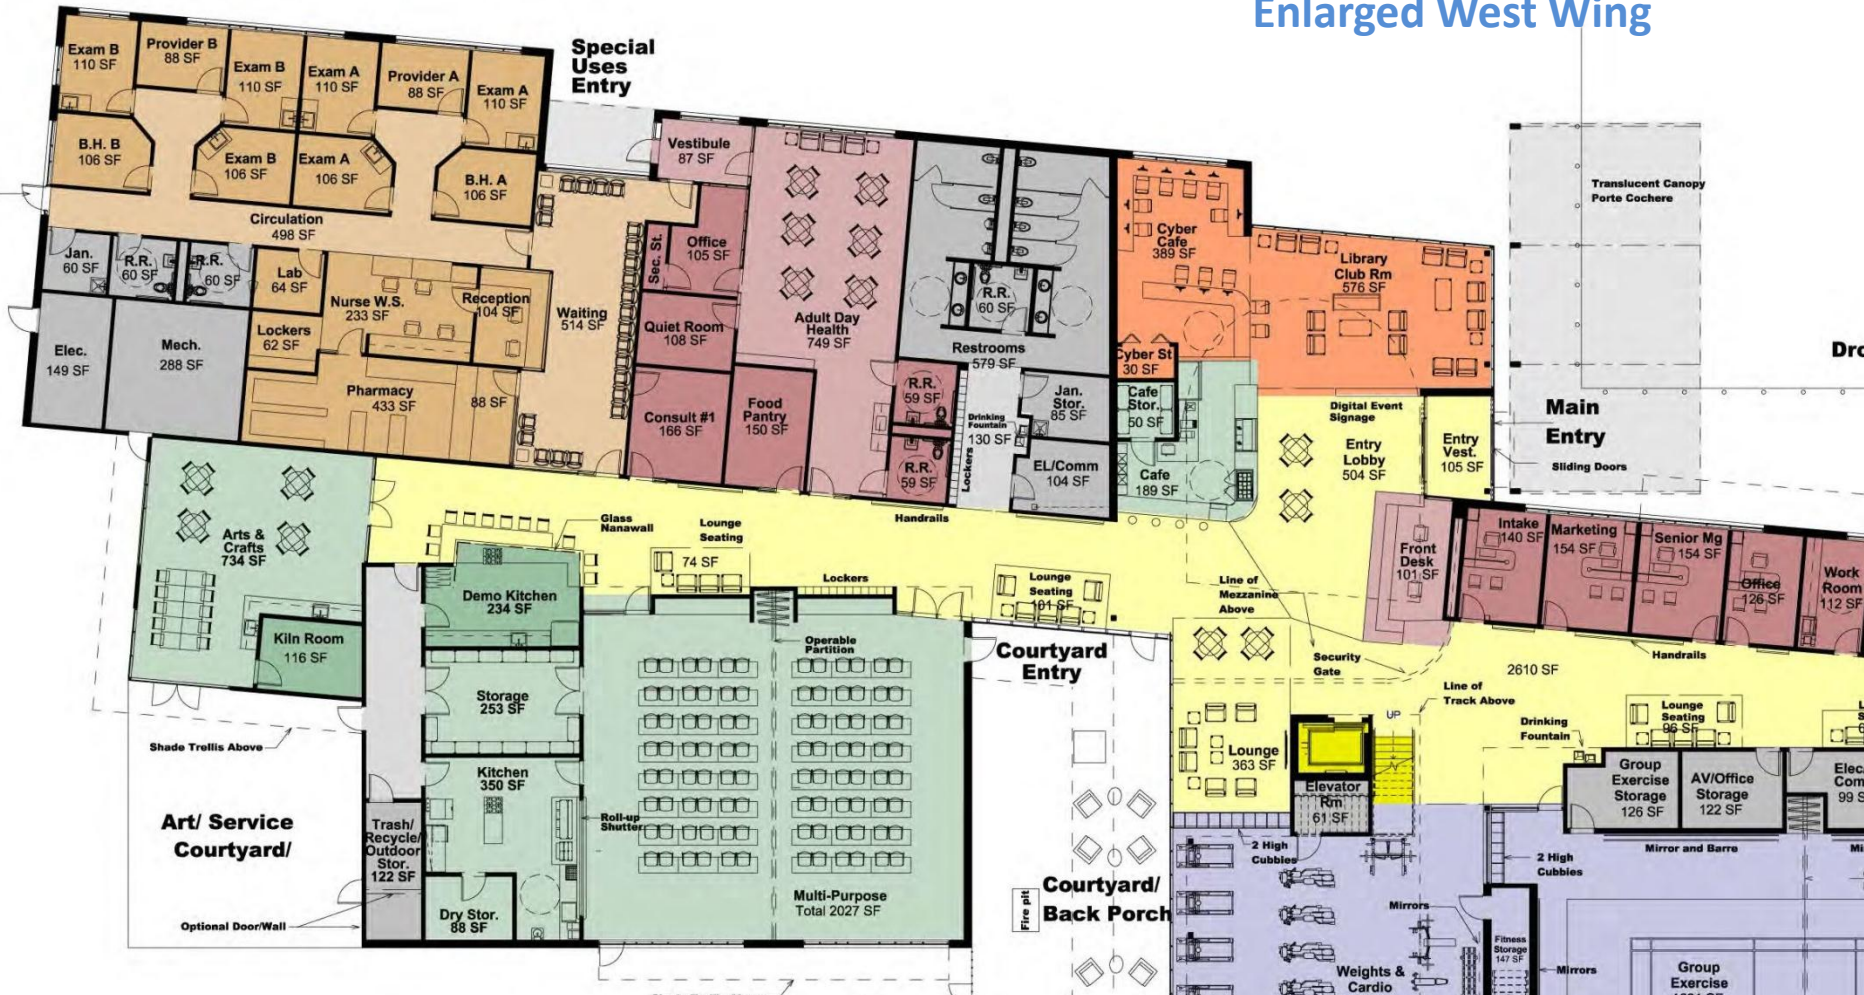 Enlarged West Wing
Special
Uses
Entry
Exam B
110 SF
Provider B
88 SF
Exam B
110 SF
Exam A
110 SF
Provider A
88 SF
Exam A
110 SF
B.H. B
106 SF
Exam B
106 SF
Exam A
106 SF
B.H. A
106 SF
Circulation
498 SF
Jan.
60 SF
R.R.
60 SF
R.R.
60 SF
Lab
64 SF
Nurse W.S.
233 SF
Reception
104 SF
Lockers
62 SF
Elec.
149 SF
Mech.
288 SF
Pharmacy
433 SF
88 SF
Waiting
514 SF
Vestibule
87 SF
Sec. St.
Office
105 SF
Quiet Room
108 SF
Consult #1
166 SF
Food
Pantry
150 SF
Adult Day
Health
749 SF
R.R.
59 SF
R.R.
59 SF
R.R.
60 SF
Restrooms
579 SF
Drinking
Fountain
130 SF
Lockers
Jan.
Stor.
85 SF
EL/Comm
104 SF
Cyber
Cafe
389 SF
Library
Club Rm
576 SF
Cyber St
30 SF
Cafe
Stor.
50 SF
Cafe
189 SF
Digital Event
Signage
Entry
Lobby
504 SF
Entry
Vest.
105 SF
Translucent Canopy
Porte Cochere
Main
Entry
Sliding Doors
Arts &
Crafts
734 SF
Kiln Room
116 SF
Glass
Nanawall
Lounge
Seating
74 SF
Handrails
Lockers
Demo Kitchen
234 SF
Lounge
Seating
101 SF
Line of
Mezzanine
Above
Front
Desk
101 SF
Intake
140 SF
Marketing
154 SF
Senior Mg
154 SF
Office
126 SF
Work
Room
112 SF
Operable
Partition
Courtyard
Entry
Security
Gate
2610 SF
Handrails
Line of
Track Above
UP
Storage
253 SF
Shade Trellis Above
Lounge
363 SF
Drinking
Fountain
Lounge
Seating
96 SF
Kitchen
350 SF
Elevator
Rm
61 SF
Group
Exercise
Storage
126 SF
AV/Office
Storage
122 SF
99 S
Art/ Service
Courtyard/
Trash/
Recycle/
Outdoor
Stor.
122 SF
Roll-up
Shutter
2 High
Cubbies
Mirror and Barre
2 High
Cubbies
Multi-Purpose
Total 2027 SF
Dry Stor.
88 SF
Optional Door/Wall
Fire pit
Courtyard/
Back Porch
Mirrors
Fitness
Storage
147 SF
Mirrors
Weights &
Cardio
Group
Exercise